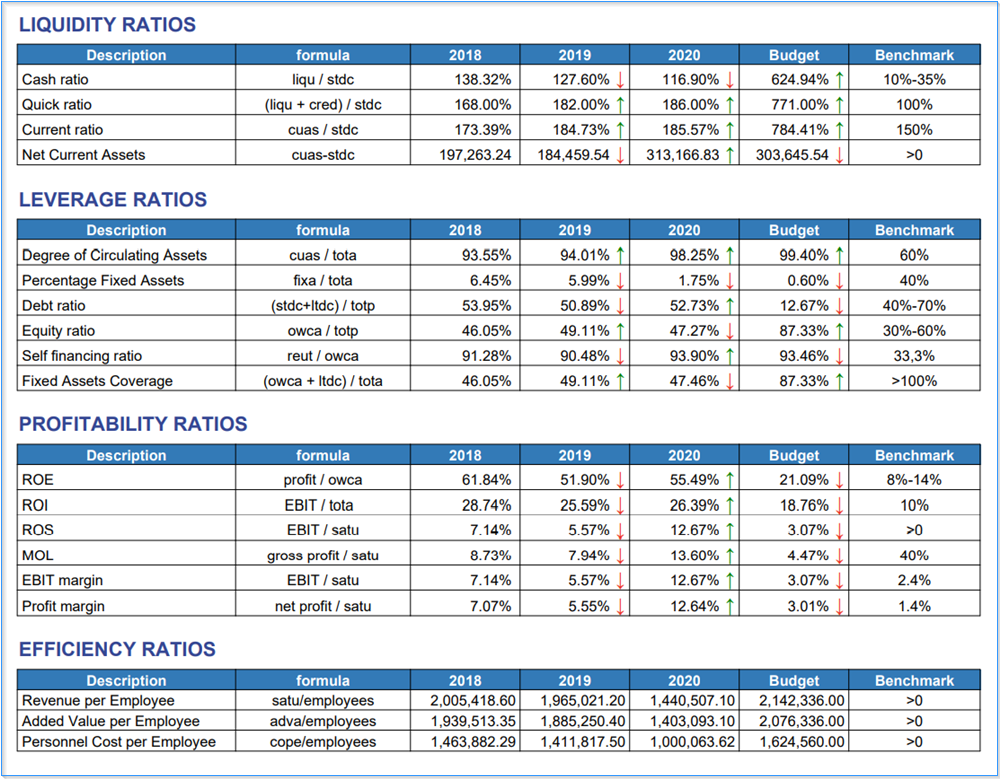 LIQUIDITY RATIOS
Description formula 2018 2019 2020 Budget Benchmark
Cash ratio liqu / stdc 138.32% 127.60% ↓ 116.90% ↓ 624.94% ↑ 10%-35%
Quick ratio (liqu + cred) / stdc 168.00% 182.00% ↑ 186.00% ↑ 771.00% ↑ 100%
Current ratio cuas / stdc 173.39% 184.73% ↑ 185.57% ↑ 784.41% ↑ 150%
Net Current Assets cuas-stdc 197,263.24 184,459.54 ↓ 313,166.83 ↑ 303,645.54 ↓ >0
LEVERAGE RATIOS
Description formula 2018 2019 2020 Budget Benchmark
Degree of Circulating Assets cuas / tota 93.55% 94.01% ↑ 98.25% ↑ 99.40% ↑ 60%
Percentage Fixed Assets fixa / tota 6.45% 5.99% ↓ 1.75% ↓ 0.60% ↓ 40%
Debt ratio (stdc+ltdc) / totp 53.95% 50.89% ↓ 52.73% ↑ 12.67% ↓ 40%-70%
Equity ratio owca / totp 46.05% 49.11% ↑ 47.27% ↓ 87.33% ↑ 30%-60%
Self financing ratio reut / owca 91.28% 90.48% ↓ 93.90% ↑ 93.46% ↓ 33,3%
Fixed Assets Coverage (owca + ltdc) / tota 46.05% 49.11% ↑ 47.46% ↓ 87.33% ↑ >100%
PROFITABILITY RATIOS
Description formula 2018 2019 2020 Budget Benchmark
ROE profit / owca 61.84% 51.90% ↓ 55.49% ↑ 21.09% ↓ 8%-14%
ROI EBIT / tota 28.74% 25.59% ↓ 26.39% ↑ 18.76% ↓ 10%
ROS EBIT / satu 7.14% 5.57% ↓ 12.67% ↑ 3.07% ↓ >0
MOL gross profit / satu 8.73% 7.94% ↓ 13.60% ↑ 4.47% ↓ 40%
EBIT margin EBIT / satu 7.14% 5.57% ↓ 12.67% ↑ 3.07% ↓ 2.4%
Profit margin net profit / satu 7.07% 5.55% ↓ 12.64% ↑ 3.01% ↓ 1.4%
EFFICIENCY RATIOS
Description formula 2018 2019 2020 Budget Benchmark
Revenue per Employee satu/employees 2,005,418.60 1,965,021.20 1,440,507.10 2,142,336.00 >0
Added Value per Employee adva/employees 1,939,513.35 1,885,250.40 1,403,093.10 2,076,336.00 >0
Personnel Cost per Employee cope/employees 1,463,882.29 1,411,817.50 1,000,063.62 1,624,560.00 >0